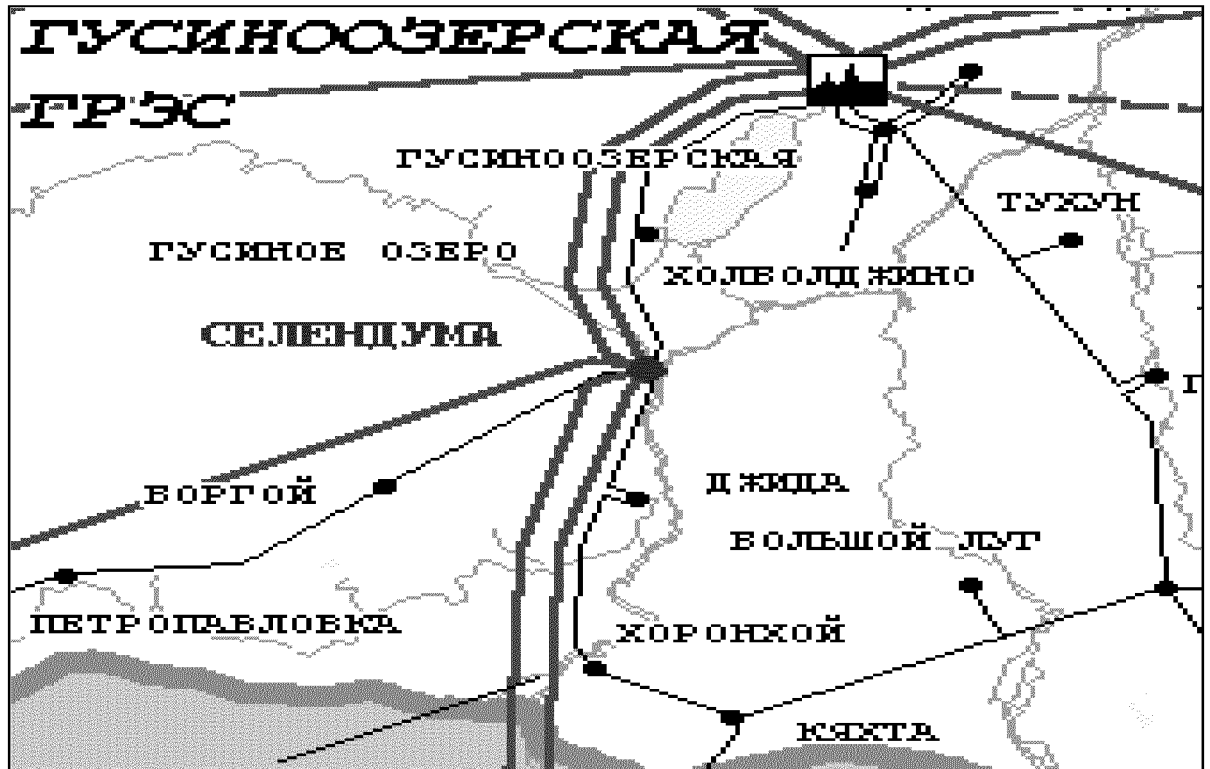 ГУСИНООЗЕРСКАЯ
ГРЭС
ГУСИНООЗЕРСКАЯ
ТУХУН
ГУСИНОЕ ОЗЕРО
ХОЛБОЛДЖИНО
СЕЛЕНДУМА
БОРГОЙ
ДЖИДА
БОЛЬШОЙ ЛУГ
ПЕТРОПАВЛОВКА
ХОРОНХОЙ
КЯХТА